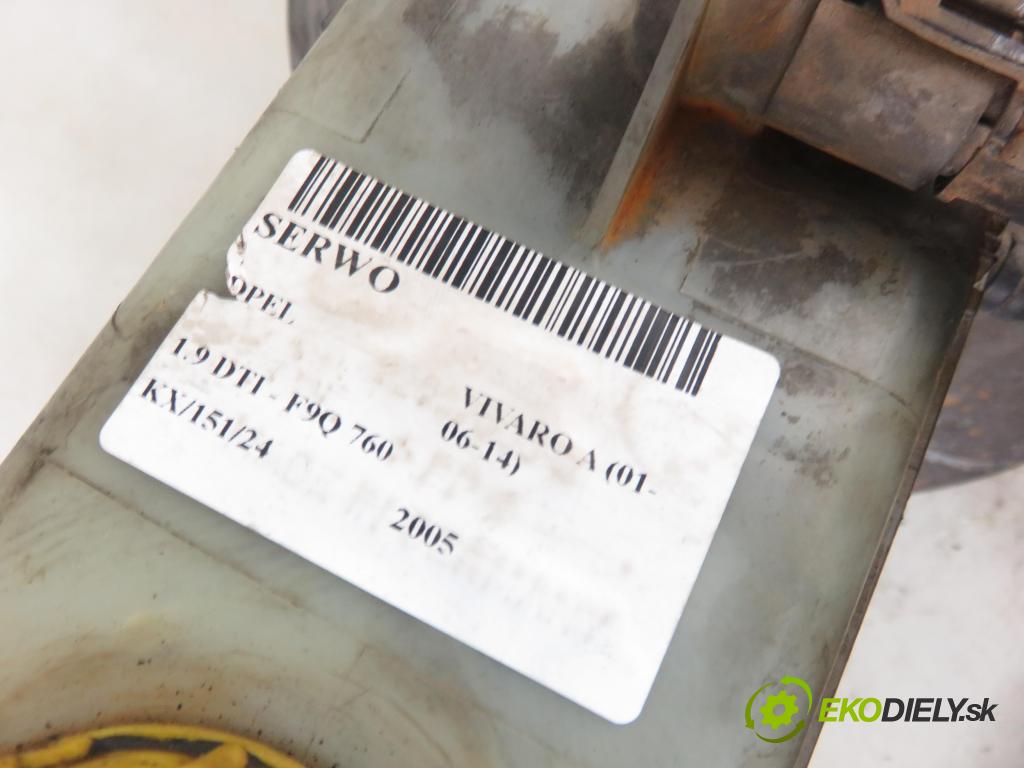 SERWO
OPEL
VIVARO A (01-
06-14)
1.9 DTI - F9Q 760
2005
KX/151/24
EKODIELY.sk